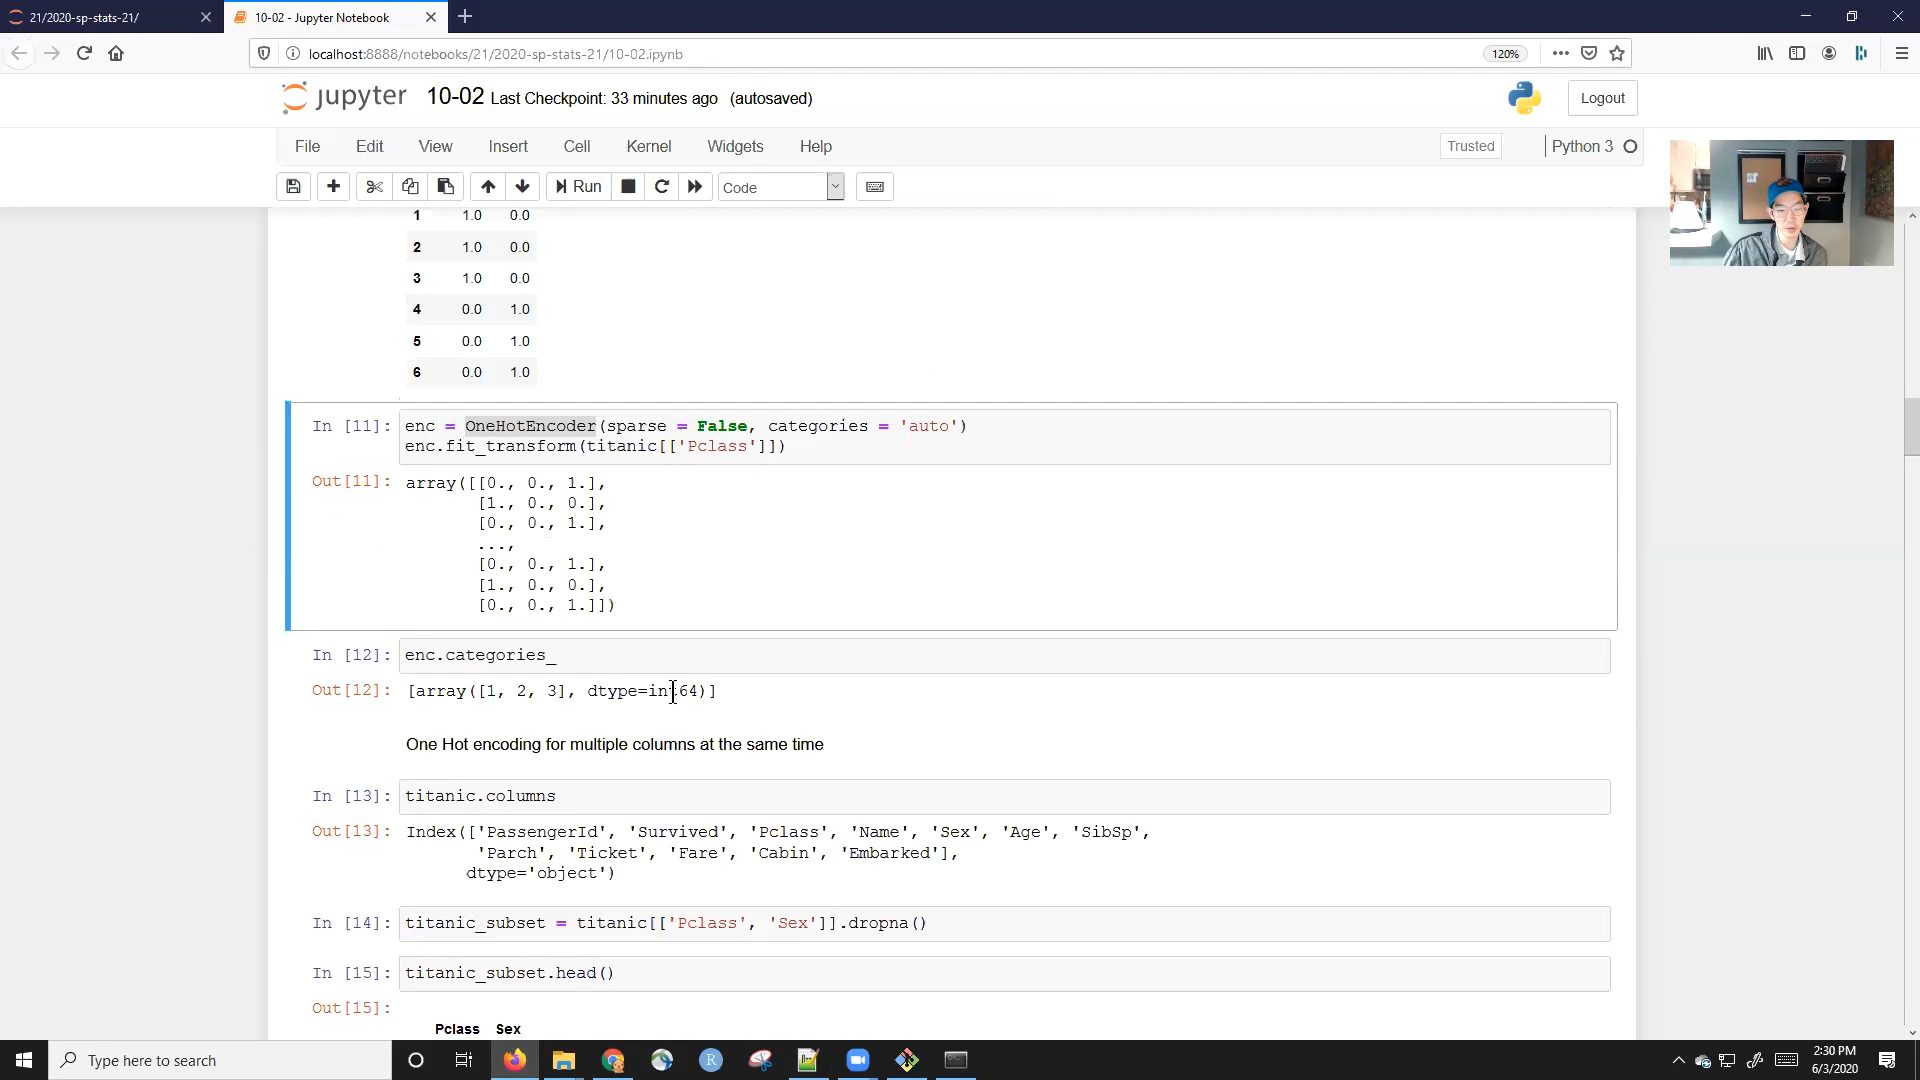 21/2020-sp-stats-21/
10-02 - Jupyter Notebook
localhost:8888/notebooks/21/2020-sp-stats-21/10-02.ipynb
120%
jupyter 10-02 Last Checkpoint: 33 minutes ago (autosaved)
Logout
File Edit View Insert Cell Kernel Widgets Help
Trusted
Python 3
Run
Code
1 1.0 0.0
2 1.0 0.0
3 1.0 0.0
4 0.0 1.0
5 0.0 1.0
6 0.0 1.0
In [11]: enc = OneHotEncoder(sparse = False, categories = 'auto')
enc.fit_transform(titanic[['Pclass']])
Out[11]: array([[0., 0., 1.],
[1., 0., 0.],
[0., 0., 1.],
...,
[0., 0., 1.],
[1., 0., 0.],
[0., 0., 1.]])
In [12]: enc.categories_
Out[12]: [array([1, 2, 3], dtype=int64)]
One Hot encoding for multiple columns at the same time
In [13]: titanic.columns
Out[13]: Index(['PassengerId', 'Survived', 'Pclass', 'Name', 'Sex', 'Age', 'SibSp',
'Parch', 'Ticket', 'Fare', 'Cabin', 'Embarked'],
dtype='object')
In [14]: titanic_subset = titanic[['Pclass', 'Sex']].dropna()
In [15]: titanic_subset.head()
Out[15]:
Pclass Sex
Type here to search
R
2:30 PM
6/3/2020